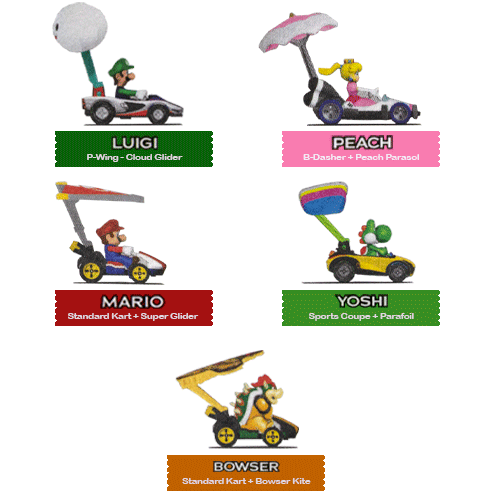 LUIGI
P-Wing - Cloud Glider
PEACH
B-Dasher + Peach Parasol
MARIO
Standard Kart + Super Glider
YOSHI
Sports Coupe + Parafoil
BOWSER
Standard Kart + Bowser Kite